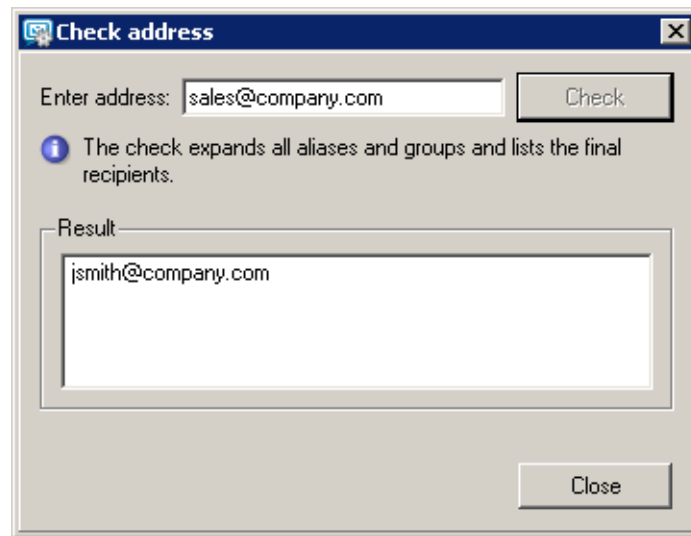 Check address
Enter address: sales@company.com Check
The check expands all aliases and groups and lists the final
recipients.
Result
jsmith@company.com
Close